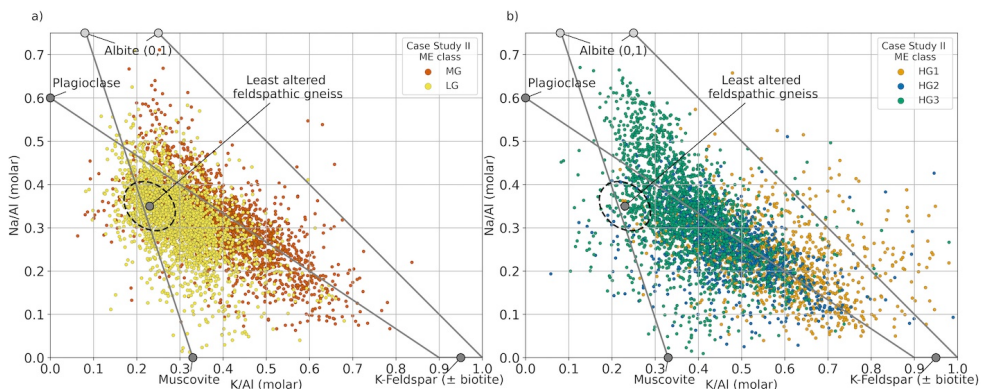 a)
Albite (0,1)
Plagioclase
Least altered
feldspathic gneiss
Case Study II
ME class
MG
LG
Na/Al (molar)
0.7
0.6
0.5
0.4
0.3
0.2
0.1
0.0
0.0 0.1 0.2 0.3 0.4 0.5 0.6 0.7 0.8 0.9 1.0
Muscovite
K/Al (molar)
K-Feldspar (± biotite)
b)
Albite (0,1)
Plagioclase
Least altered
feldspathic gneiss
Case Study II
ME class
HG1
HG2
HG3
Na/Al (molar)
0.7
0.6
0.5
0.4
0.3
0.2
0.1
0.0
0.0 0.1 0.2 0.3 0.4 0.5 0.6 0.7 0.8 0.9 1.0
Muscovite
K/Al (molar)
K-Feldspar (± biotite)